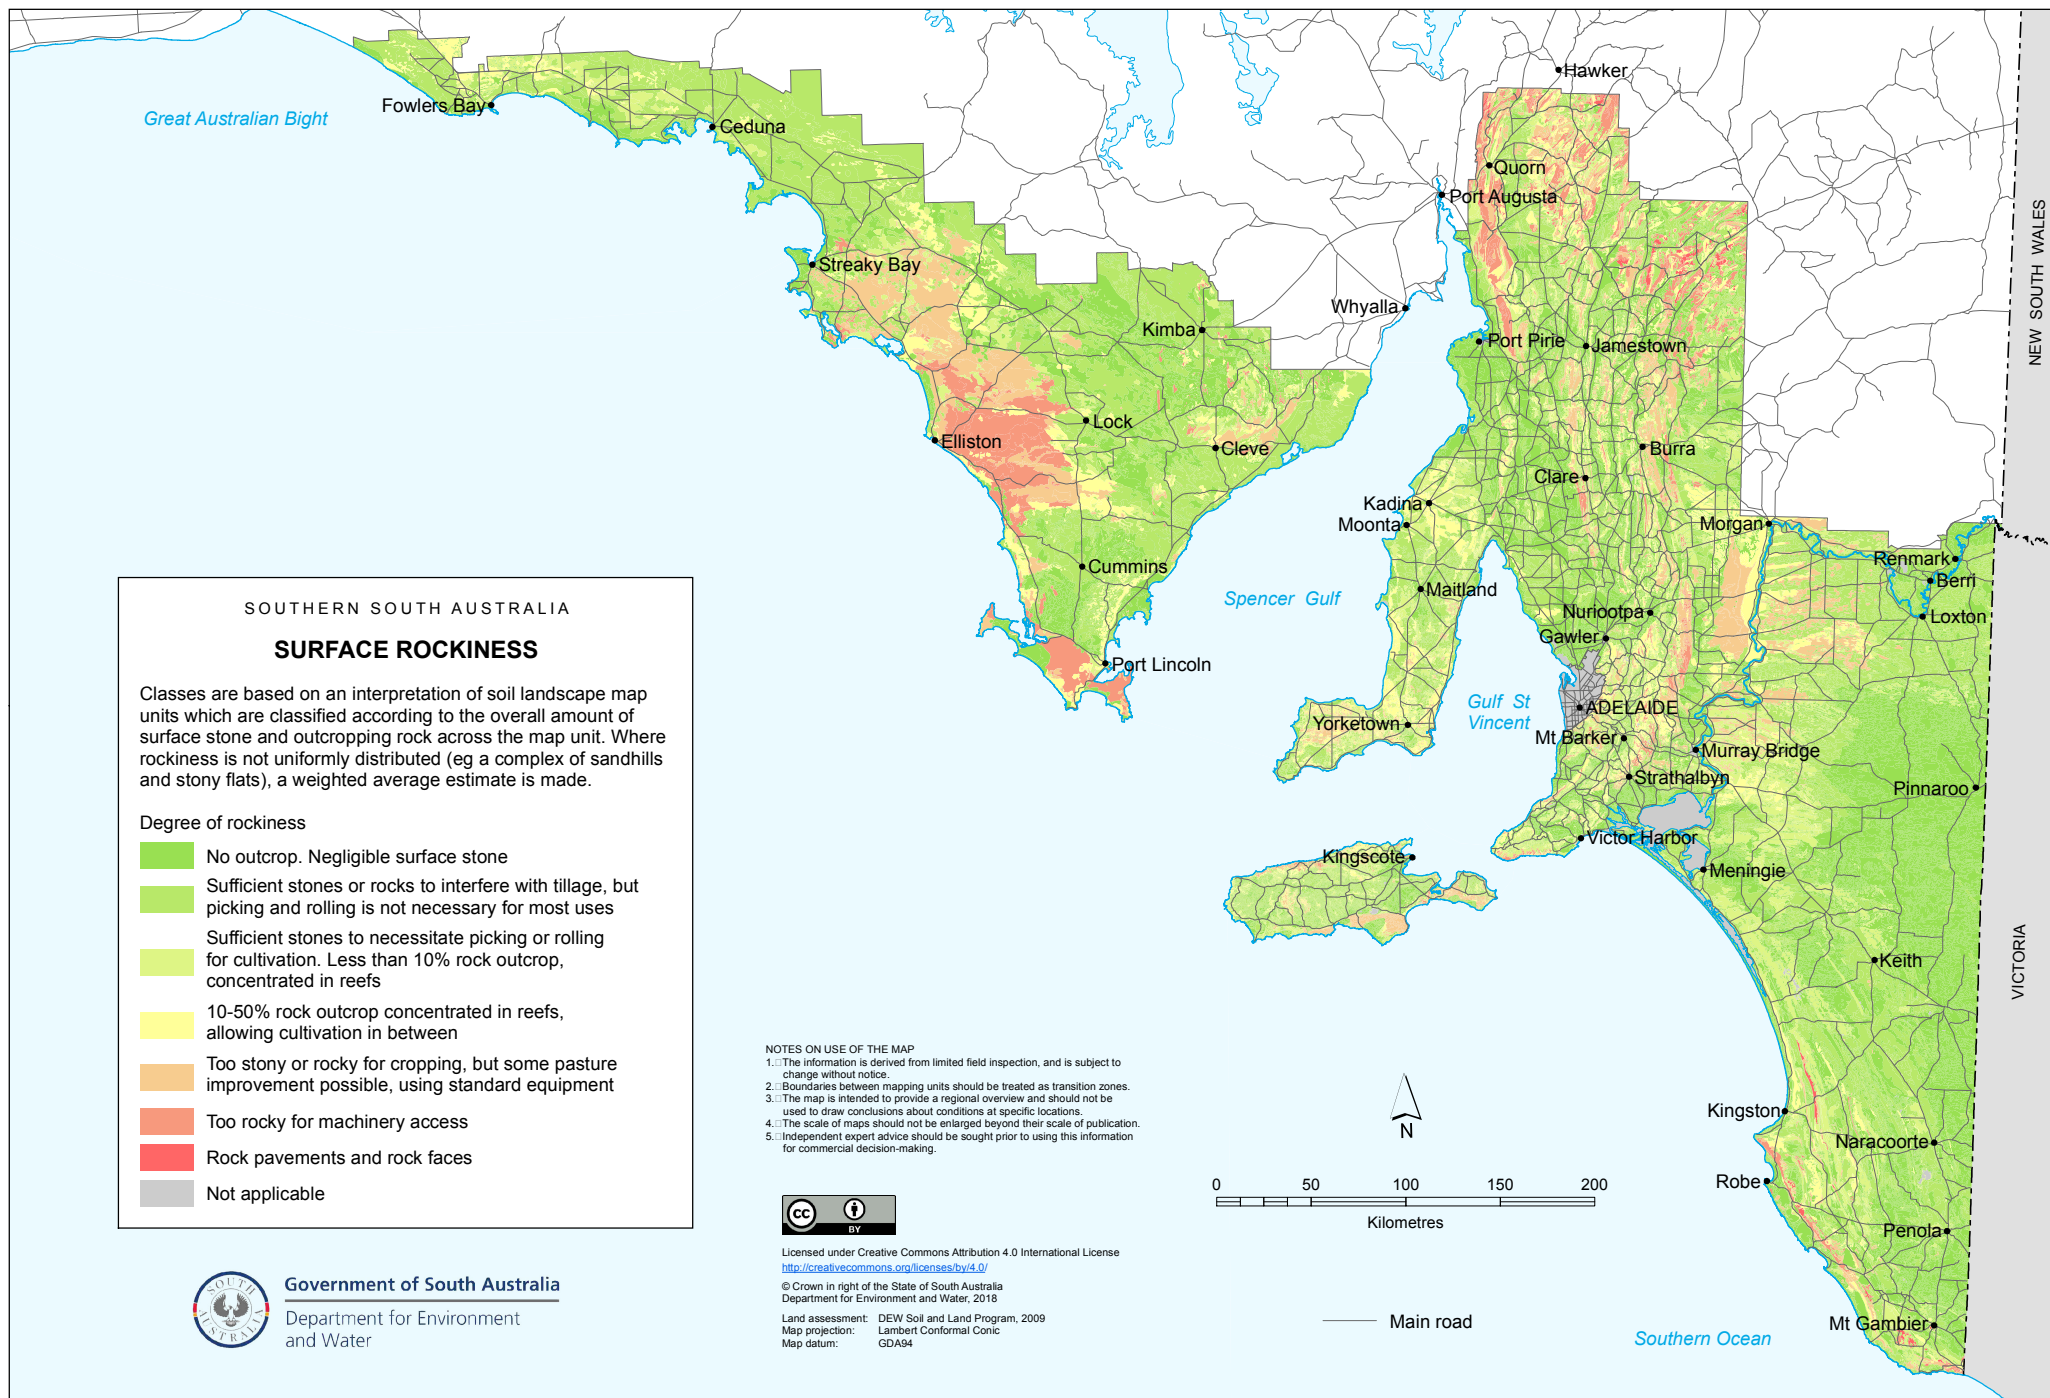 Hawker
Great Australian Bight
Fowlers Bay
Ceduna
Quorn
Port Augusta
NEW SOUTH WALES
Streaky Bay
Whyalla
Kimba
Port Pirie
Jamestown
Lock
Elliston
Cleve
Burra
Clare
Kadina
Moonta
Morgan
Renmark
Berri
Cummins
Maitland
Spencer Gulf
Nuriootpa
Loxton
Gawler
Port Lincoln
Gulf St
Vincent
ADELAIDE
Yorketown
Mt Barker
Murray Bridge
Strathalbyn
Pinnaroo
Victor Harbor
Kingscote
Meningie
Keith
VICTORIA
Kingston
Naracoorte
Robe
Penola
Mt Gambier
Southern Ocean
SOUTHERN SOUTH AUSTRALIA
SURFACE ROCKINESS
Classes are based on an interpretation of soil landscape map
units which are classified according to the overall amount of
surface stone and outcropping rock across the map unit. Where
rockiness is not uniformly distributed (eg a complex of sandhills
and stony flats), a weighted average estimate is made.
Degree of rockiness
No outcrop. Negligible surface stone
Sufficient stones or rocks to interfere with tillage, but
picking and rolling is not necessary for most uses
Sufficient stones to necessitate picking or rolling
for cultivation. Less than 10% rock outcrop,
concentrated in reefs
10-50% rock outcrop concentrated in reefs,
allowing cultivation in between
Too stony or rocky for cropping, but some pasture
improvement possible, using standard equipment
Too rocky for machinery access
Rock pavements and rock faces
Not applicable
SOUTH AUSTRALIA
Government of South Australia
Department for Environment
and Water
NOTES ON USE OF THE MAP
1. The information is derived from limited field inspection, and is subject to
change without notice.
2. Boundaries between mapping units should be treated as transition zones.
3. The map is intended to provide a regional overview and should not be
used to draw conclusions about conditions at specific locations.
4. The scale of maps should not be enlarged beyond their scale of publication.
5. Independent expert advice should be sought prior to using this information
for commercial decision-making.
cc BY
Licensed under Creative Commons Attribution 4.0 International License
http://creativecommons.org/licenses/by/4.0/
© Crown in right of the State of South Australia
Department for Environment and Water, 2018
Land assessment: DEW Soil and Land Program, 2009
Map projection: Lambert Conformal Conic
Map datum: GDA94
N
0 50 100 150 200
Kilometres
Main road